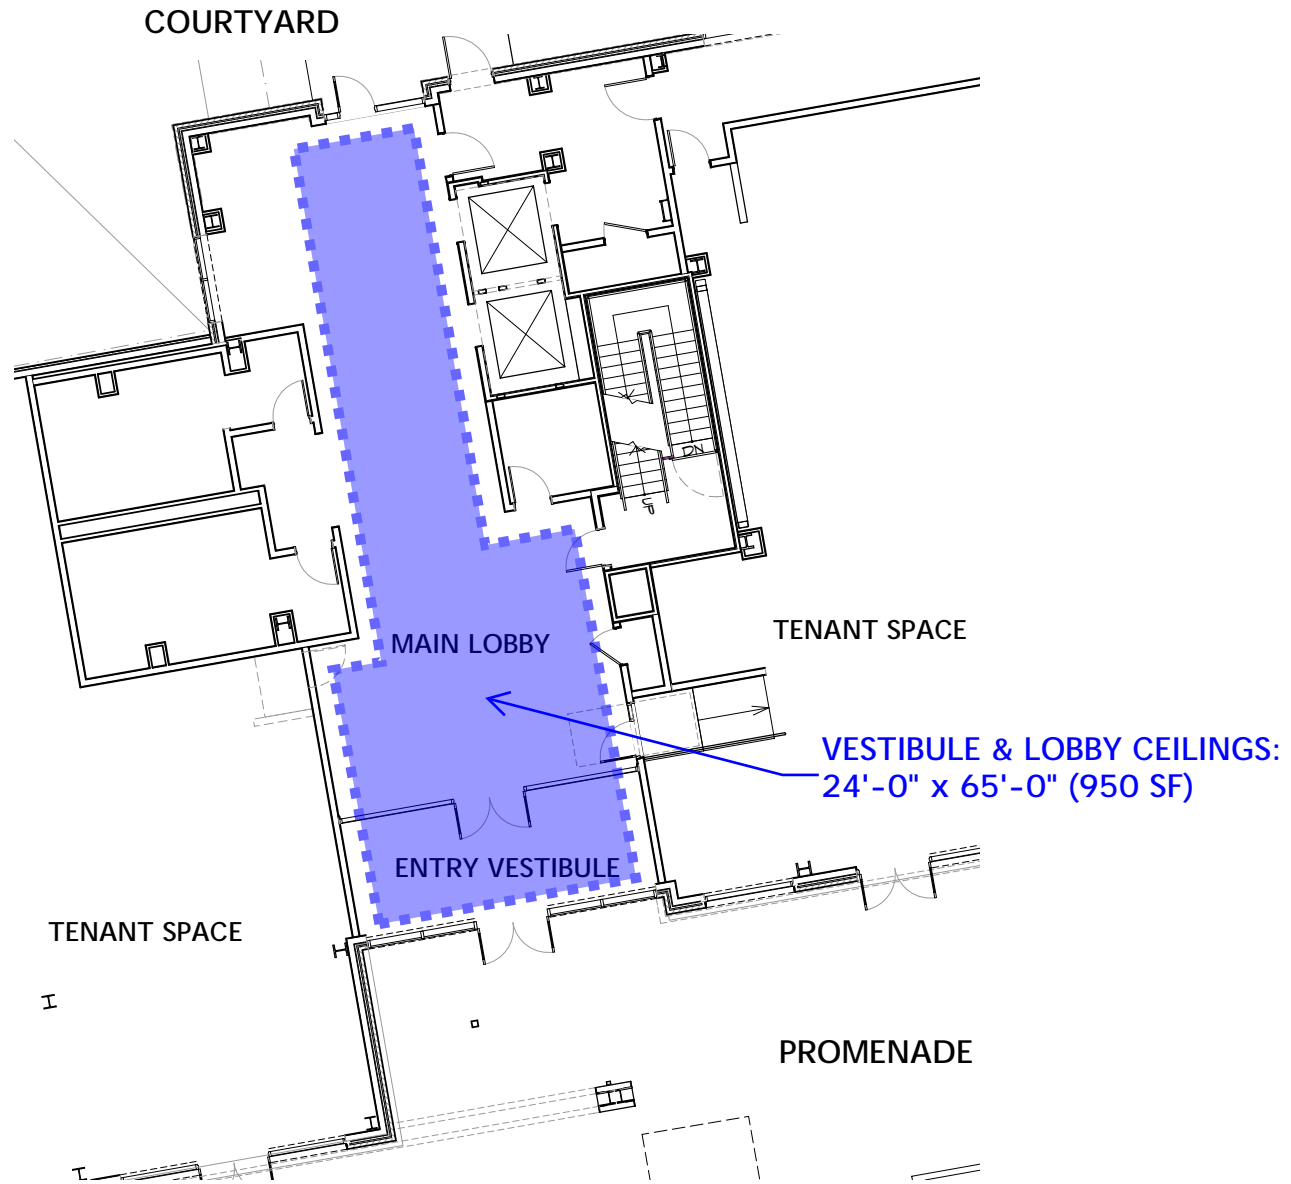 COURTYARD
DN
UP
MAIN LOBBY
TENANT SPACE
VESTIBULE & LOBBY CEILINGS:
24'-0" x 65'-0" (950 SF)
ENTRY VESTIBULE
TENANT SPACE
PROMENADE